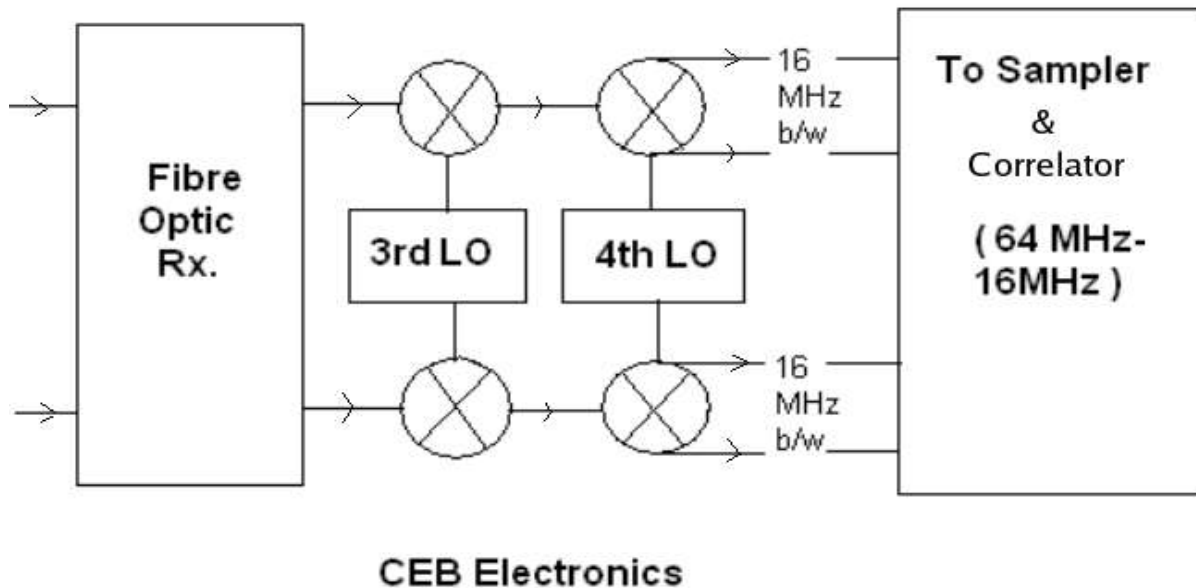 Fibre
Optic
Rx.
3rd LO
4th LO
16
MHz
b/w
16
MHz
b/w
To Sampler
&
Correlator
( 64 MHz-
16MHz )
CEB Electronics